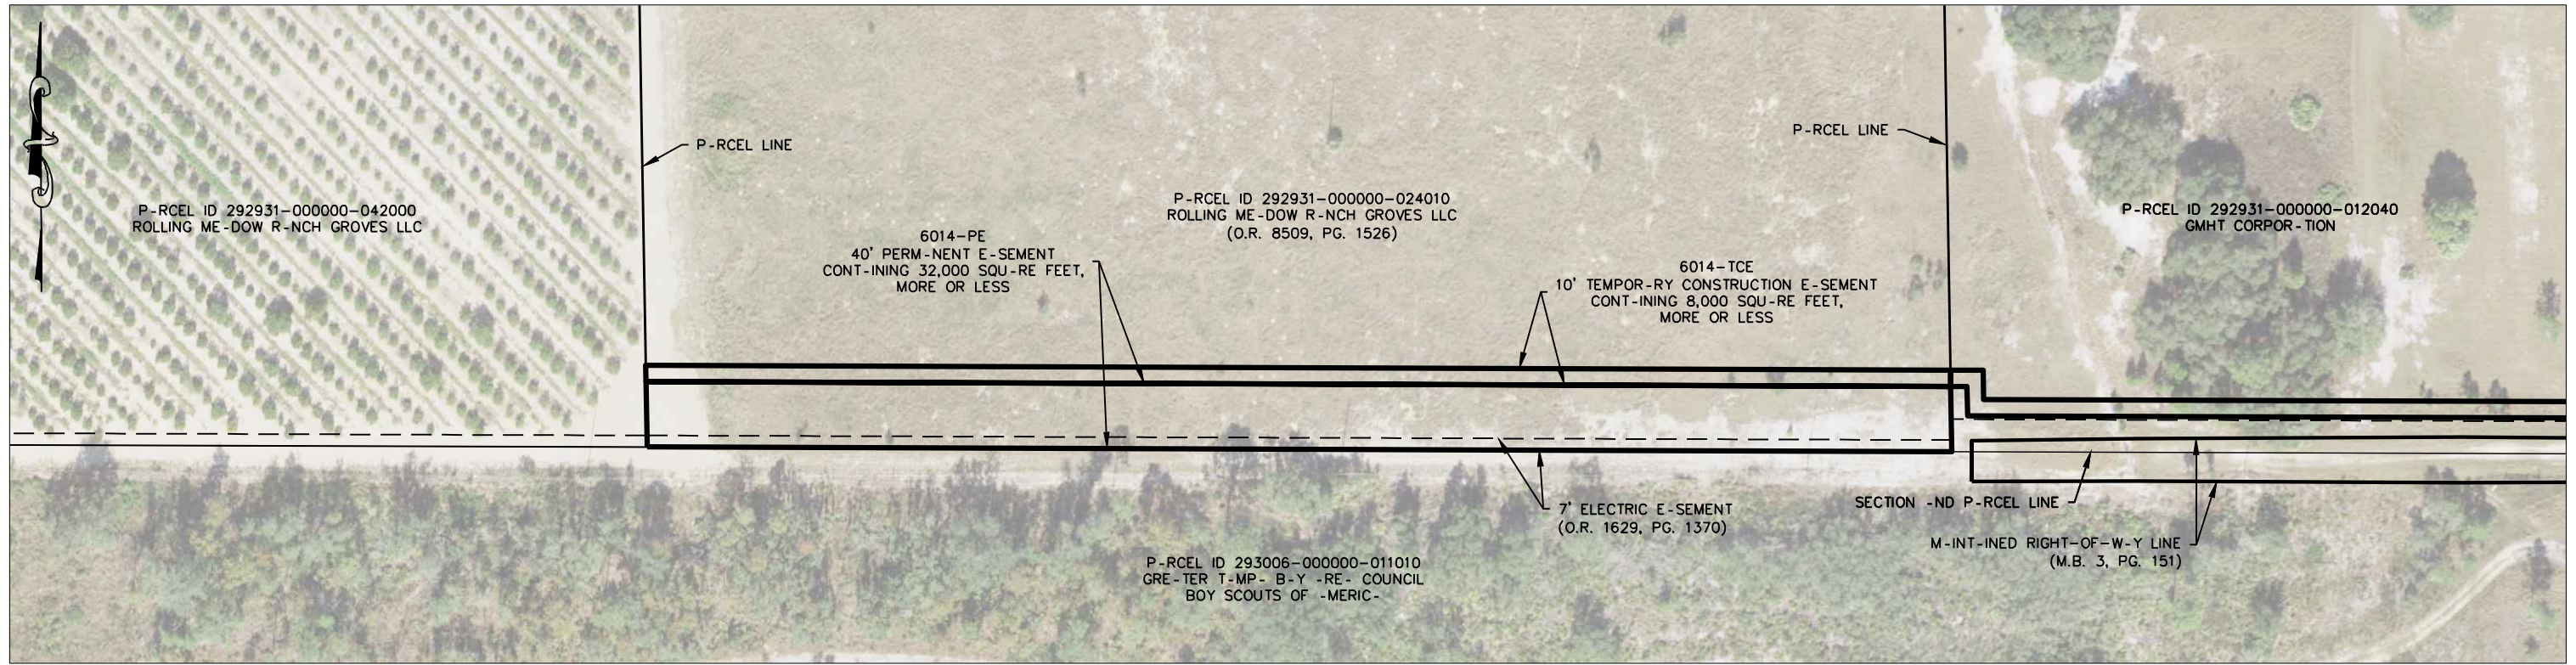 P-RCEL LINE
P-RCEL LINE
P-RCEL ID 292931-000000-042000
ROLLING ME-DOW R-NCH GROVES LLC
P-RCEL ID 292931-000000-024010
ROLLING ME-DOW R-NCH GROVES LLC
(O.R. 8509, PG. 1526)
P-RCEL ID 292931-000000-012040
GMHT CORPOR-TION
6014-PE
40' PERM-NENT E-SEMENT
CONT-INING 32,000 SQU-RE FEET,
MORE OR LESS
6014-TCE
10' TEMPOR-RY CONSTRUCTION E-SEMENT
CONT-INING 8,000 SQU-RE FEET,
MORE OR LESS
7' ELECTRIC E-SEMENT
(O.R. 1629, PG. 1370)
SECTION -ND P-RCEL LINE
M-INT-INED RIGHT-OF-W-Y LINE
(M.B. 3, PG. 151)
P-RCEL ID 293006-000000-011010
GRE-TER T-MP- B-Y -RE- COUNCIL
BOY SCOUTS OF -MERIC-